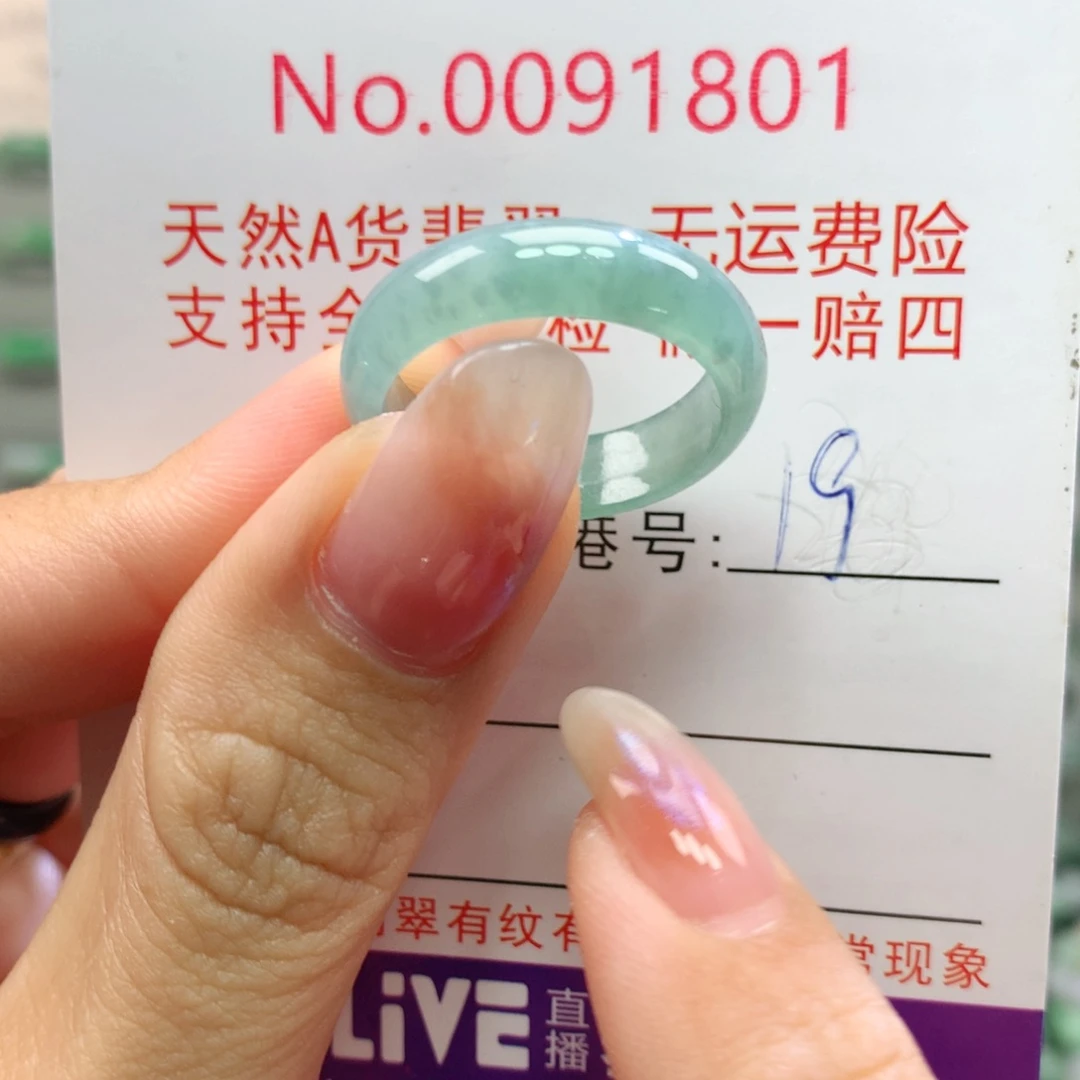 No.0091801
天然A货翡翠 无运费险
支持全 检 一赔四
港号: 19
翠有纹有 常现象
LiVE 直播